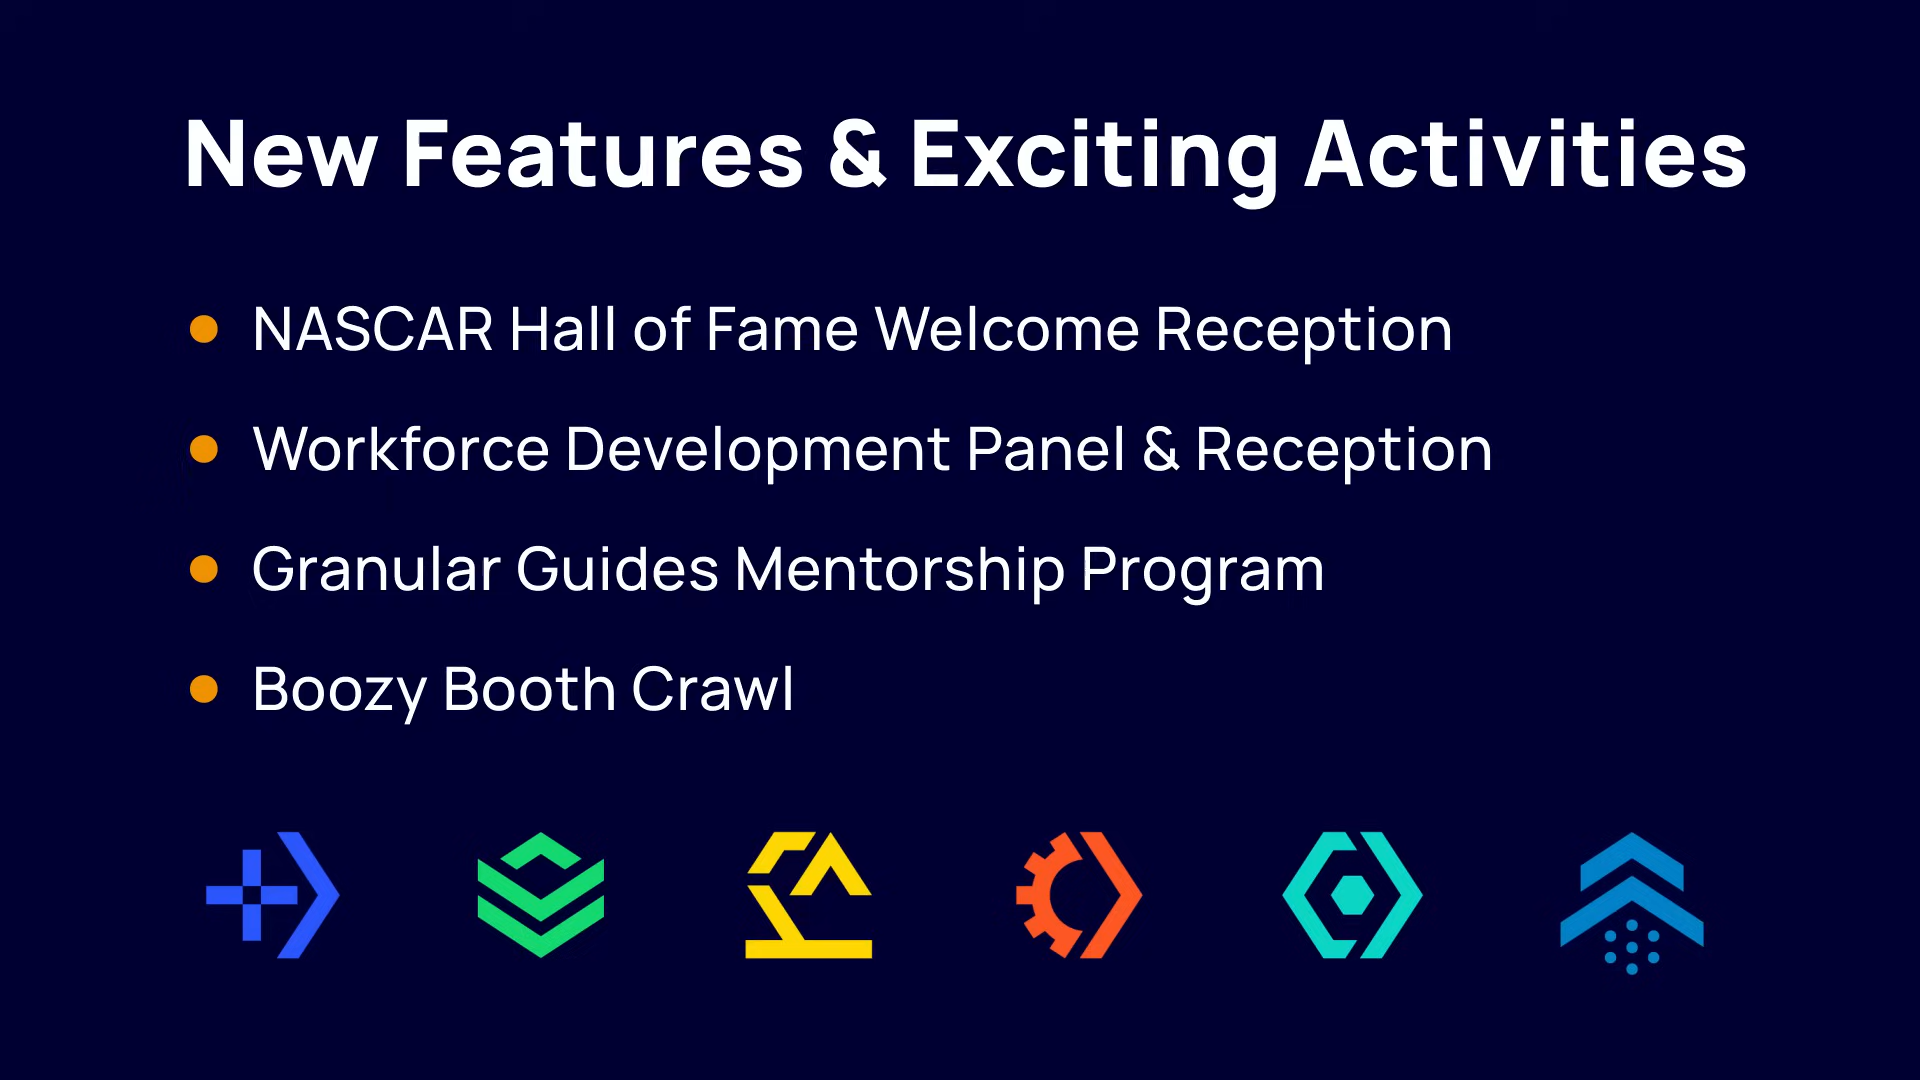 New Features & Exciting Activities
NASCAR Hall of Fame Welcome Reception
Workforce Development Panel & Reception
Granular Guides Mentorship Program
Boozy Booth Crawl